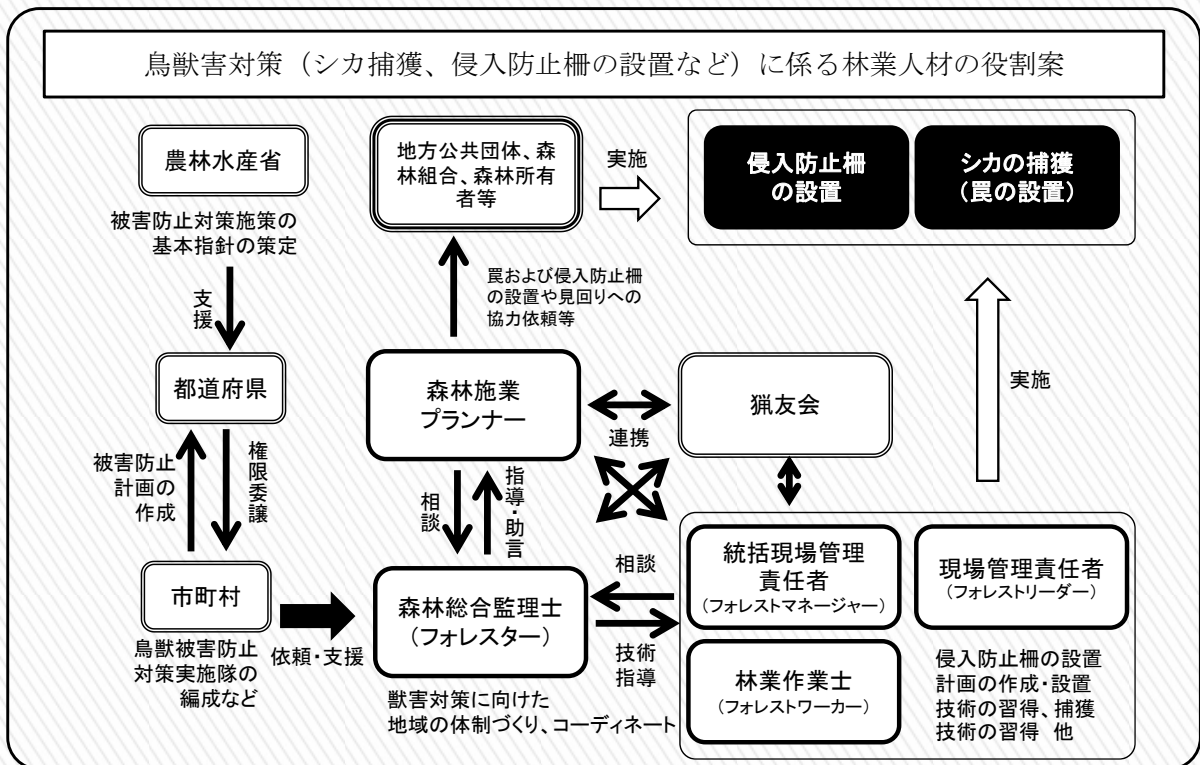 鳥獣害対策（シカ捕獲、侵入防止柵の設置など）に係る林業人材の役割案
農林水産省
被害防止対策施策の
基本指針の策定
支援
都道府県
被害防止
計画の
作成
権限委譲
市町村
鳥獣被害防止
対策実施隊の
編成など
依頼・支援
地方公共団体、森
林組合、森林所有
者等
実施
侵入防止柵
の設置
シカの捕獲
（罠の設置）
罠および侵入防止柵
の設置や見回りへの
協力依頼等
森林施業
プランナー
連携
猟友会
実施
相談
指導・助言
森林総合監理士
（フォレスター）
獣害対策に向けた
地域の体制づくり、コーディネート
相談
技術
指導
統括現場管理
責任者
（フォレストマネージャー）
現場管理責任者
（フォレストリーダー）
林業作業士
（フォレストワーカー）
侵入防止柵の設置
計画の作成・設置
技術の習得、捕獲
技術の習得 他